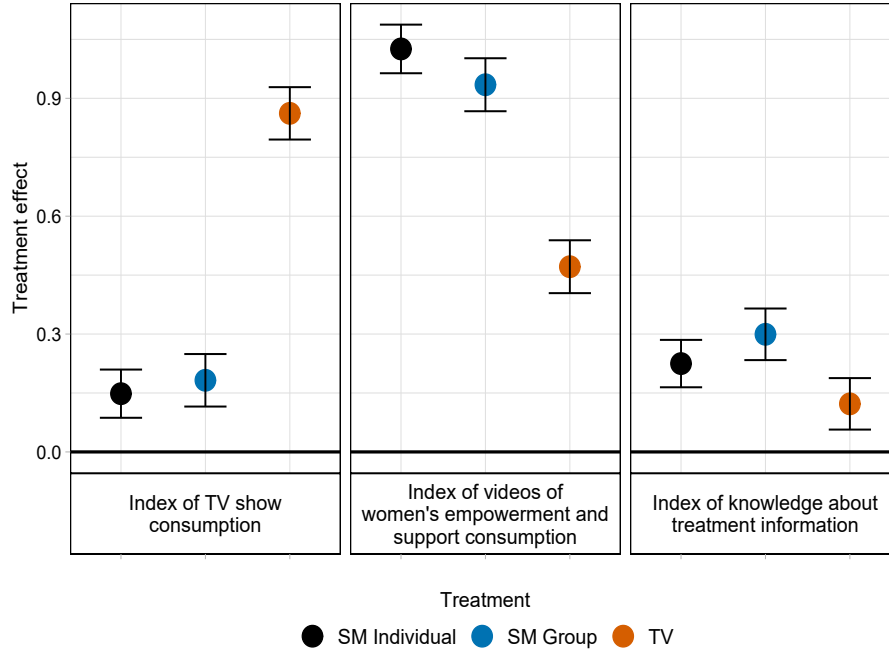 Treatment effect
0.9
0.6
0.3
0.0
Index of TV show
consumption
Index of videos of
women's empowerment and
support consumption
Index of knowledge about
treatment information
Treatment
SM Individual
SM Group
TV